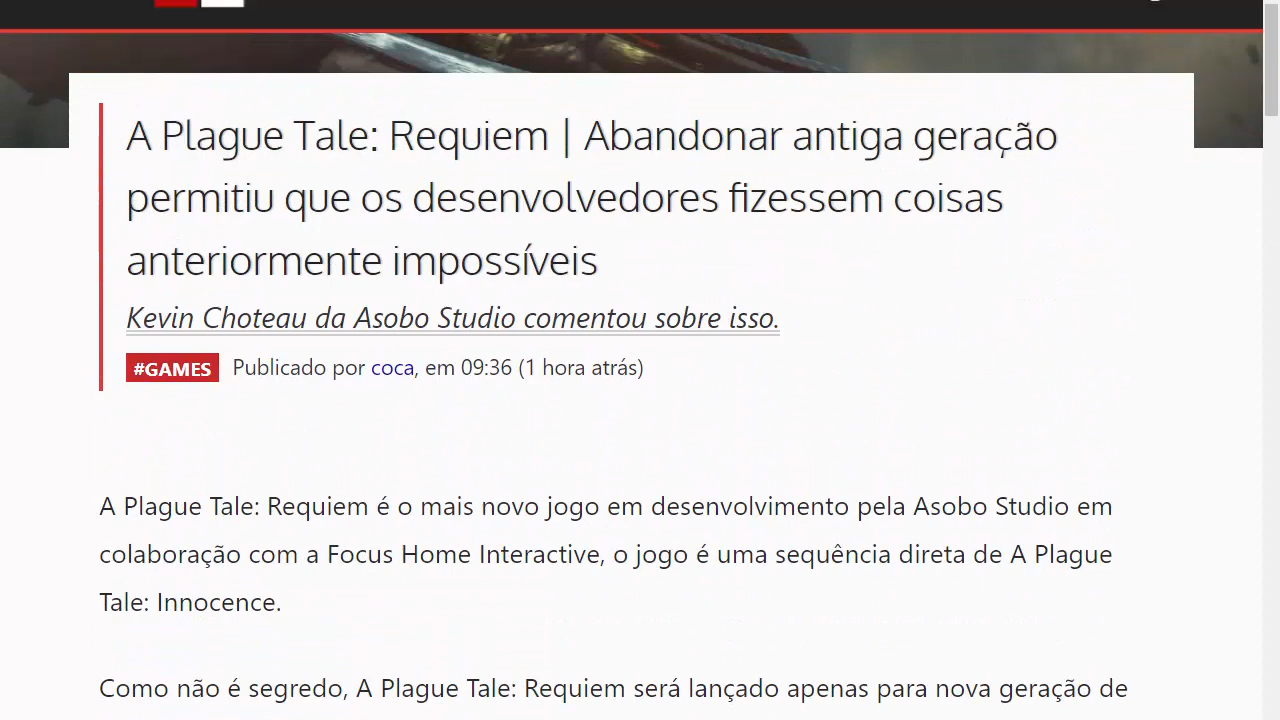 A Plague Tale: Requiem | Abandonar antiga geração
permitiu que os desenvolvedores fizessem coisas
anteriormente impossíveis
Kevin Choteau da Asobo Studio comentou sobre isso.
#GAMES Publicado por coca, em 09:36 (1 hora atrás)
A Plague Tale: Requiem é o mais novo jogo em desenvolvimento pela Asobo Studio em
colaboração com a Focus Home Interactive, o jogo é uma sequência direta de A Plague
Tale: Innocence.
Como não é segredo, A Plague Tale: Requiem será lançado apenas para nova geração de